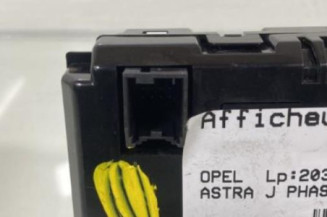 Afficheu
OPEL Lp:203
ASTRA J PHAS